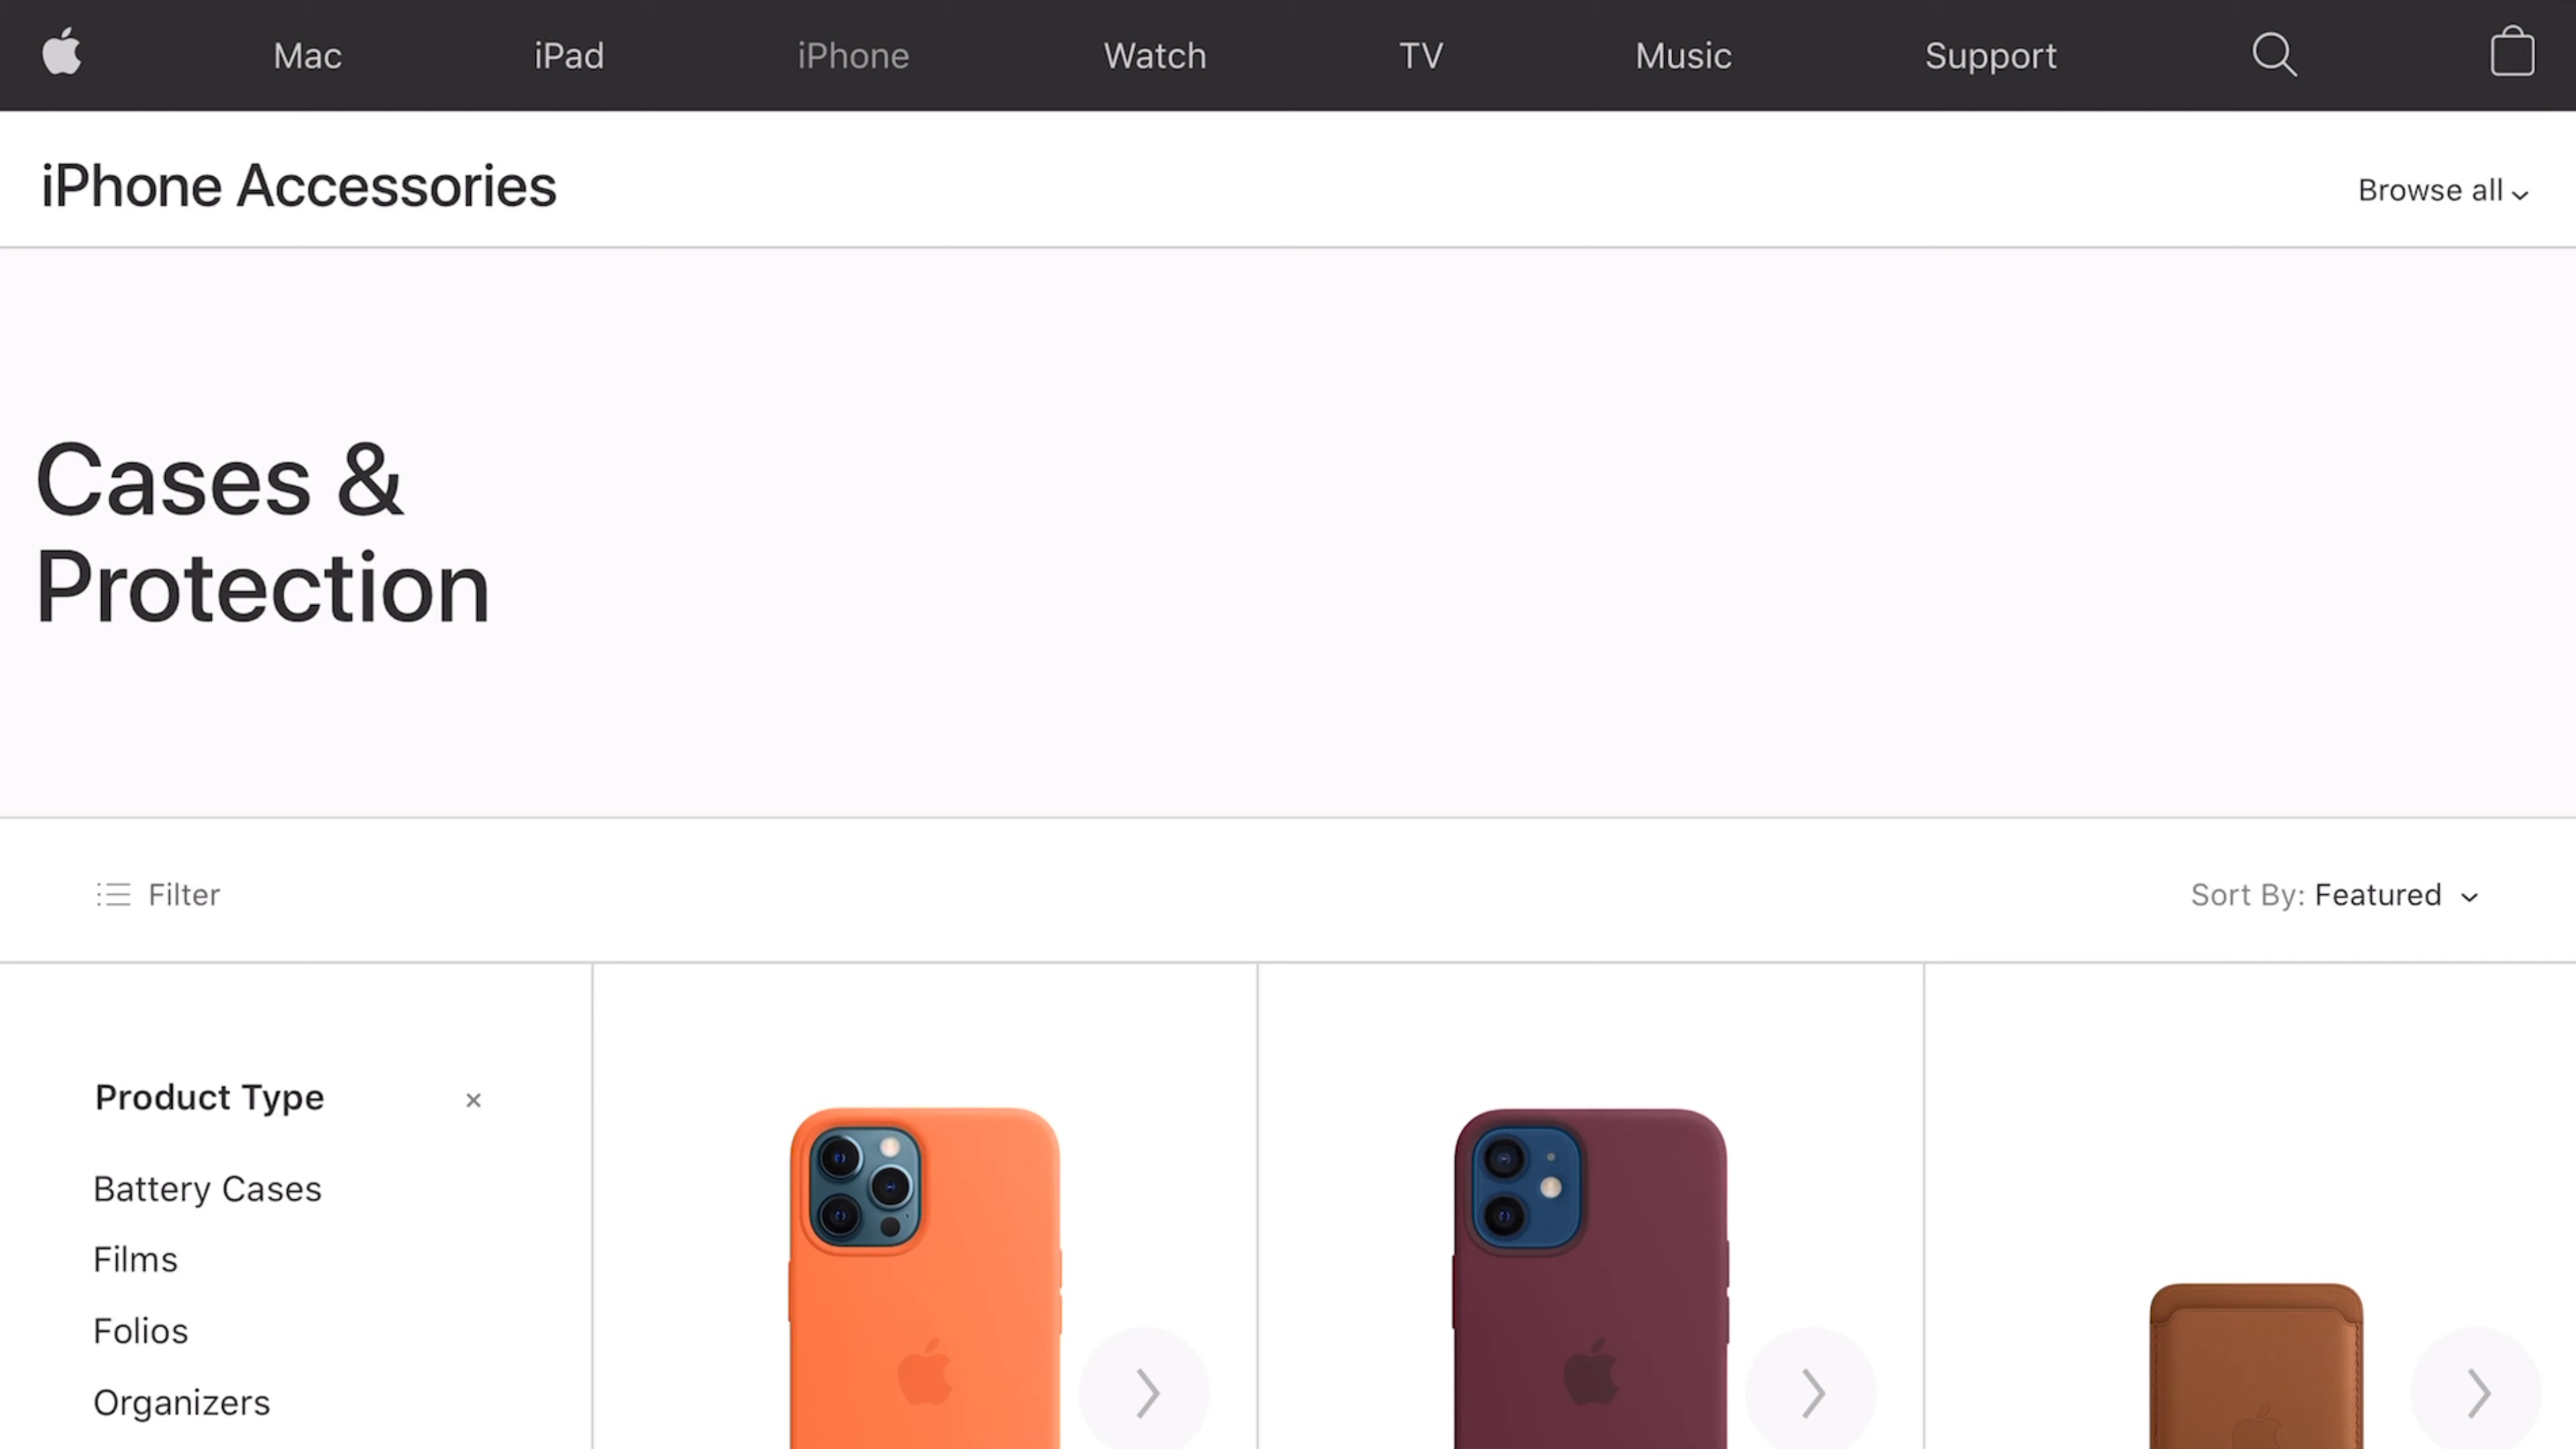 Mac iPad iPhone Watch TV Music Support
iPhone Accessories
Browse all
Cases &
Protection
Filter
Sort By: Featured
Product Type
Battery Cases
Films
Folios
Organizers